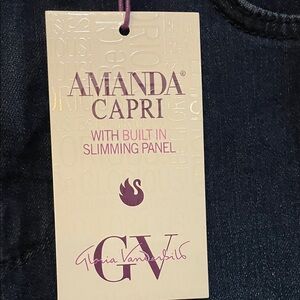 AMANDA®
CAPRI
WITH BUILT IN
SLIMMING PANEL
GV
Gloria Vanderbilt